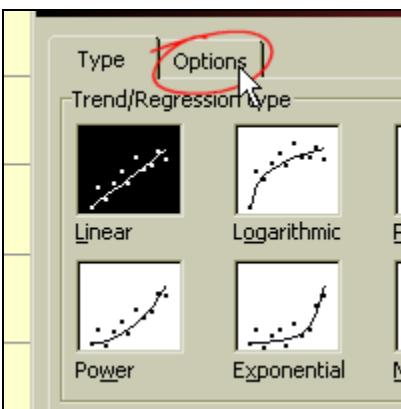 Type Options
Trend/Regression type
Linear Logarithmic
Power Exponential